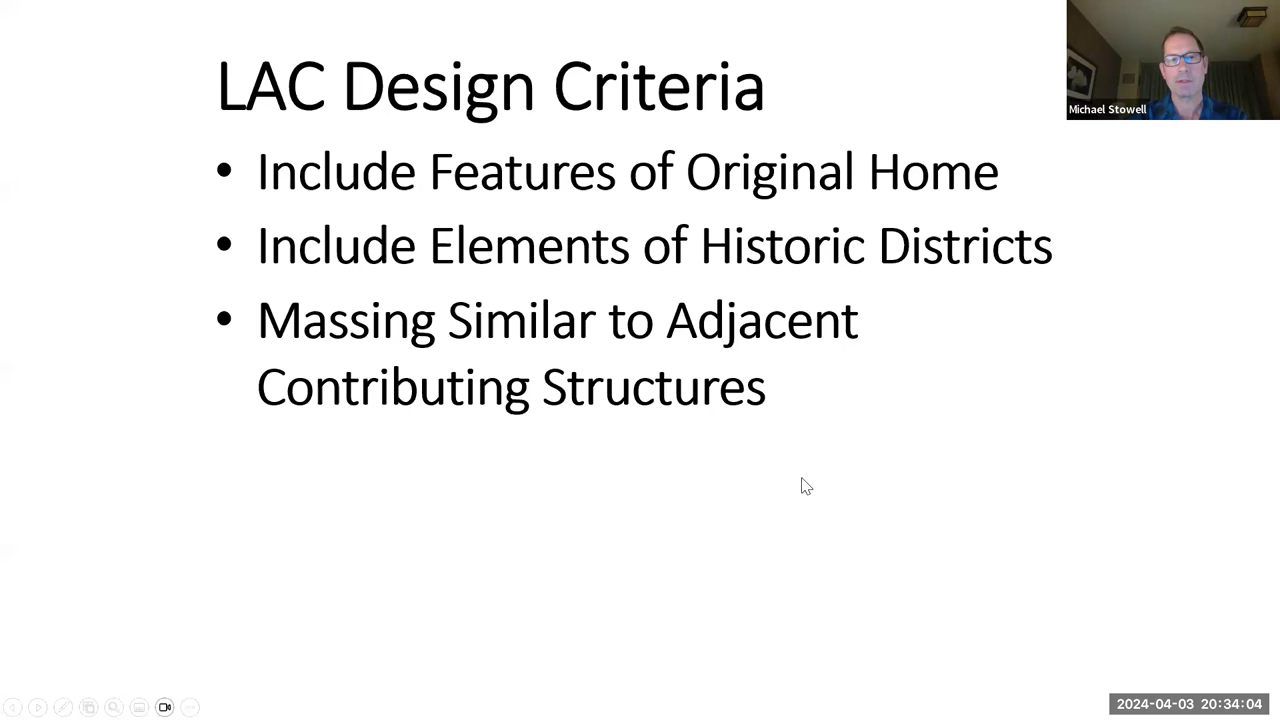 LAC Design Criteria
Michael Stowell
• Include Features of Original Home
• Include Elements of Historic Districts
• Massing Similar to Adjacent
Contributing Structures
2024-04-03 20:34:04